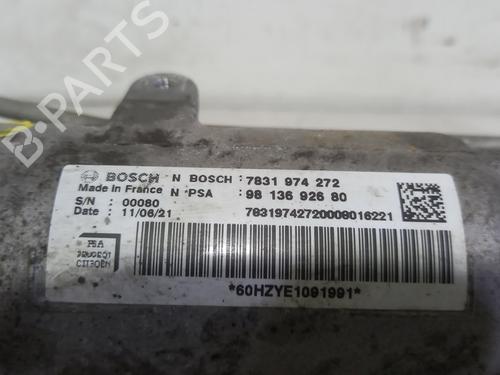 B-PARTS
BOSCH N BOSCH : 7831 974 272
Made in France N PSA : 98 136 926 80
S/N : 00080
Date : 11/06/21 78319742720008016221
PSA
PEUGEOT
CITROËN
*60HZYE1091991*